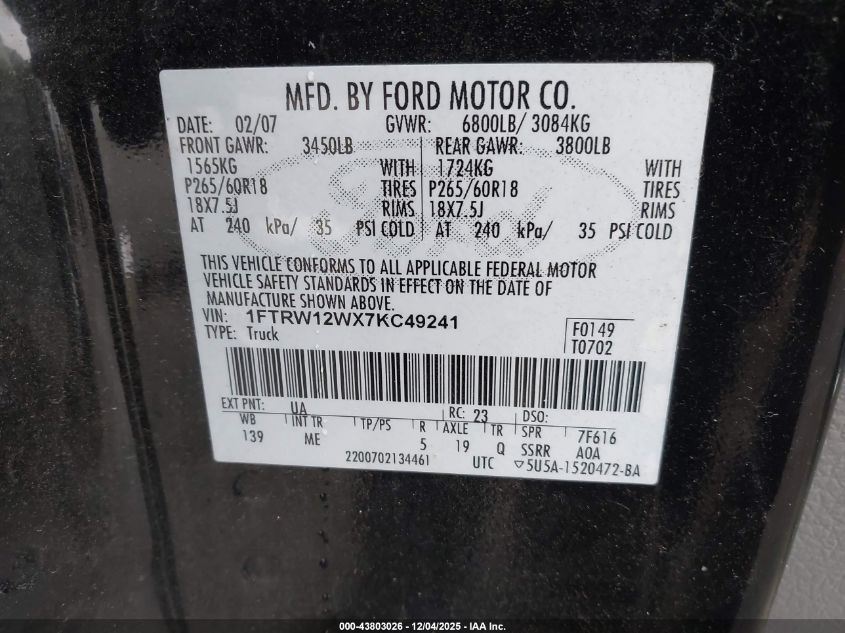 MFD. BY FORD MOTOR CO.
DATE: 02/07 GVWR: 6800LB/ 3084KG
FRONT GAWR: 3450LB REAR GAWR: 3800LB
1565KG WITH 1724KG WITH
P265/60R18 TIRES P265/60R18 TIRES
18X7.5J RIMS 18X7.5J RIMS
AT 240 kPa/ 35 PSI COLD AT 240 kPa/ 35 PSI COLD
THIS VEHICLE CONFORMS TO ALL APPLICABLE FEDERAL MOTOR
VEHICLE SAFETY STANDARDS IN EFFECT ON THE DATE OF
MANUFACTURE SHOWN ABOVE.
VIN: 1FTRW12WX7KC49241 F0149
TYPE: Truck T0702
EXT PNT: UA RC: 23 DSO:
WB INT TR TP/PS R AXLE TR SPR 7F616
139 ME 5 19 Q SSRR AOA
2200702134461 UTC ▽5U5A-1520472-BA
Ford
000-43803026 - 12/04/2025 - IAA Inc.